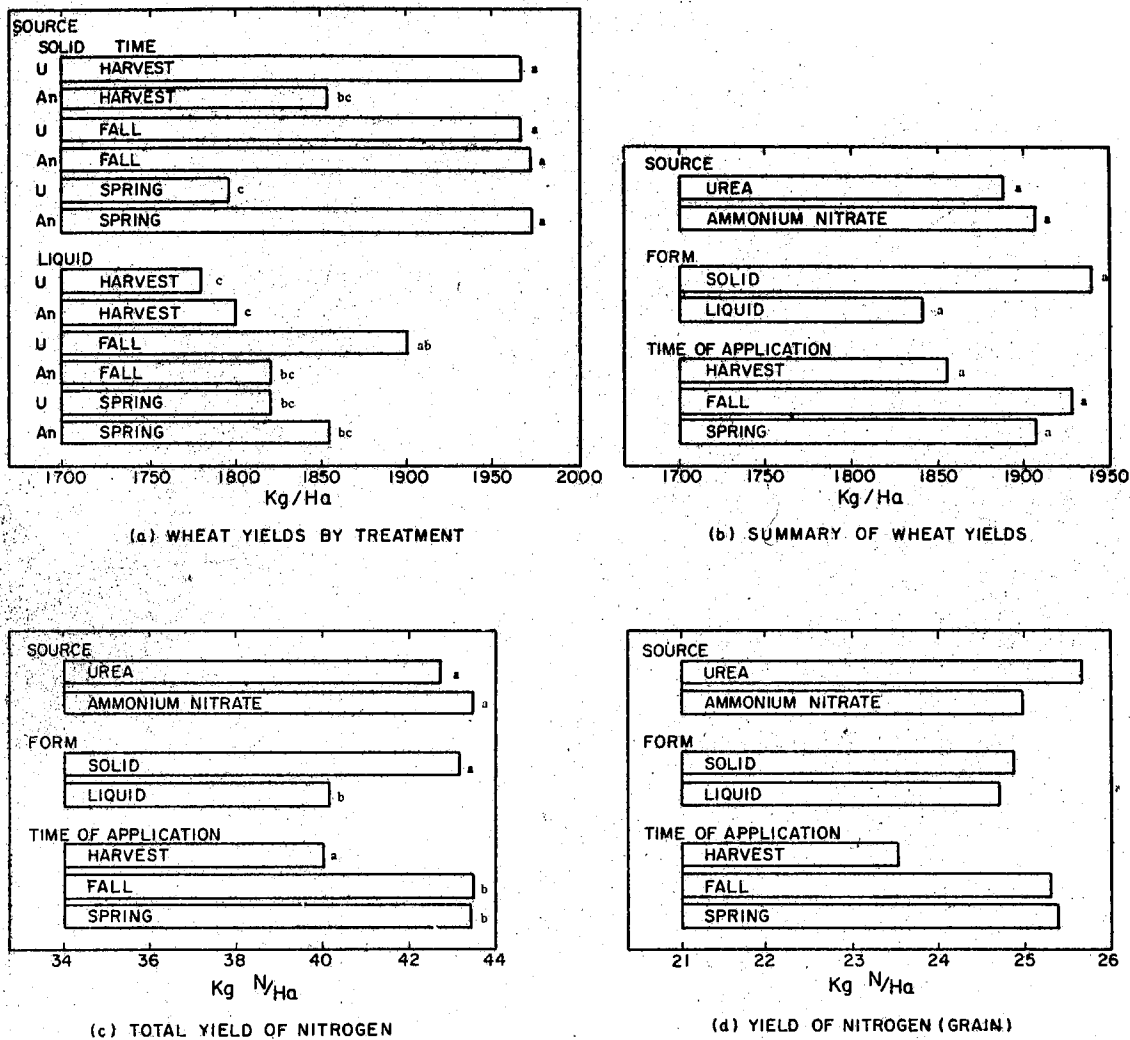 SOURCE
SOLID TIME
U HARVEST a
An HARVEST bc
U FALL a
An FALL a
U SPRING c
An SPRING a
LIQUID
U HARVEST c
An HARVEST c
U FALL ab
An FALL bc
U SPRING bc
An SPRING bc
1700 1750 1800 1850 1900 1950 2000
Kg/Ha
(a) WHEAT YIELDS BY TREATMENT
SOURCE
UREA a
AMMONIUM NITRATE a
FORM
SOLID a
LIQUID a
TIME OF APPLICATION
HARVEST a
FALL a
SPRING a
1700 1750 1800 1850 1900 1950
Kg/Ha
(b) SUMMARY OF WHEAT YIELDS
SOURCE
UREA a
AMMONIUM NITRATE a
FORM
SOLID a
LIQUID b
TIME OF APPLICATION
HARVEST a
FALL b
SPRING b
34 36 38 40 42 44
Kg N/Ha
(c) TOTAL YIELD OF NITROGEN
SOURCE
UREA
AMMONIUM NITRATE
FORM
SOLID
LIQUID
TIME OF APPLICATION
HARVEST
FALL
SPRING
21 22 23 24 25 26
Kg N/Ha
(d) YIELD OF NITROGEN (GRAIN)